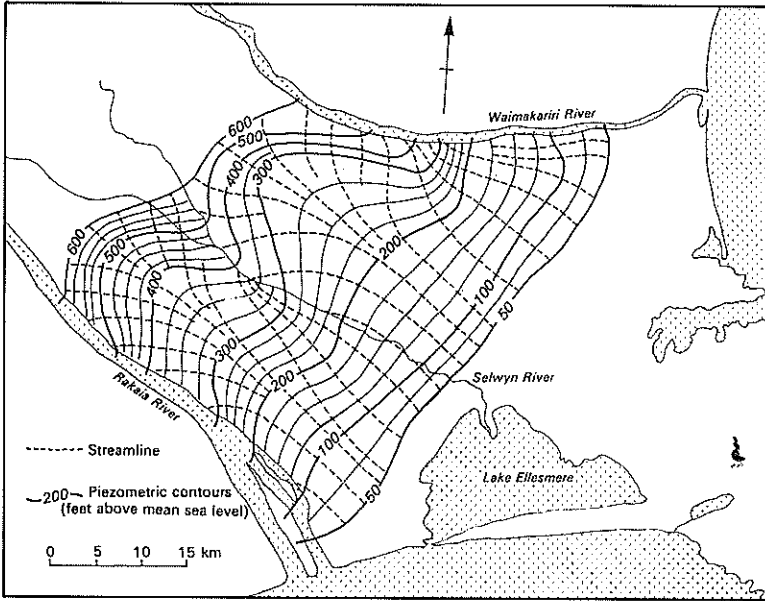 Waimakariri River
600
500
400
300
600
500
400
200
100
50
300
200
Selwyn River
Rakaia River
100
50
Lake Ellesmere
Streamline
200 Piezometric contours
(feet above mean sea level)
0 5 10 15 km